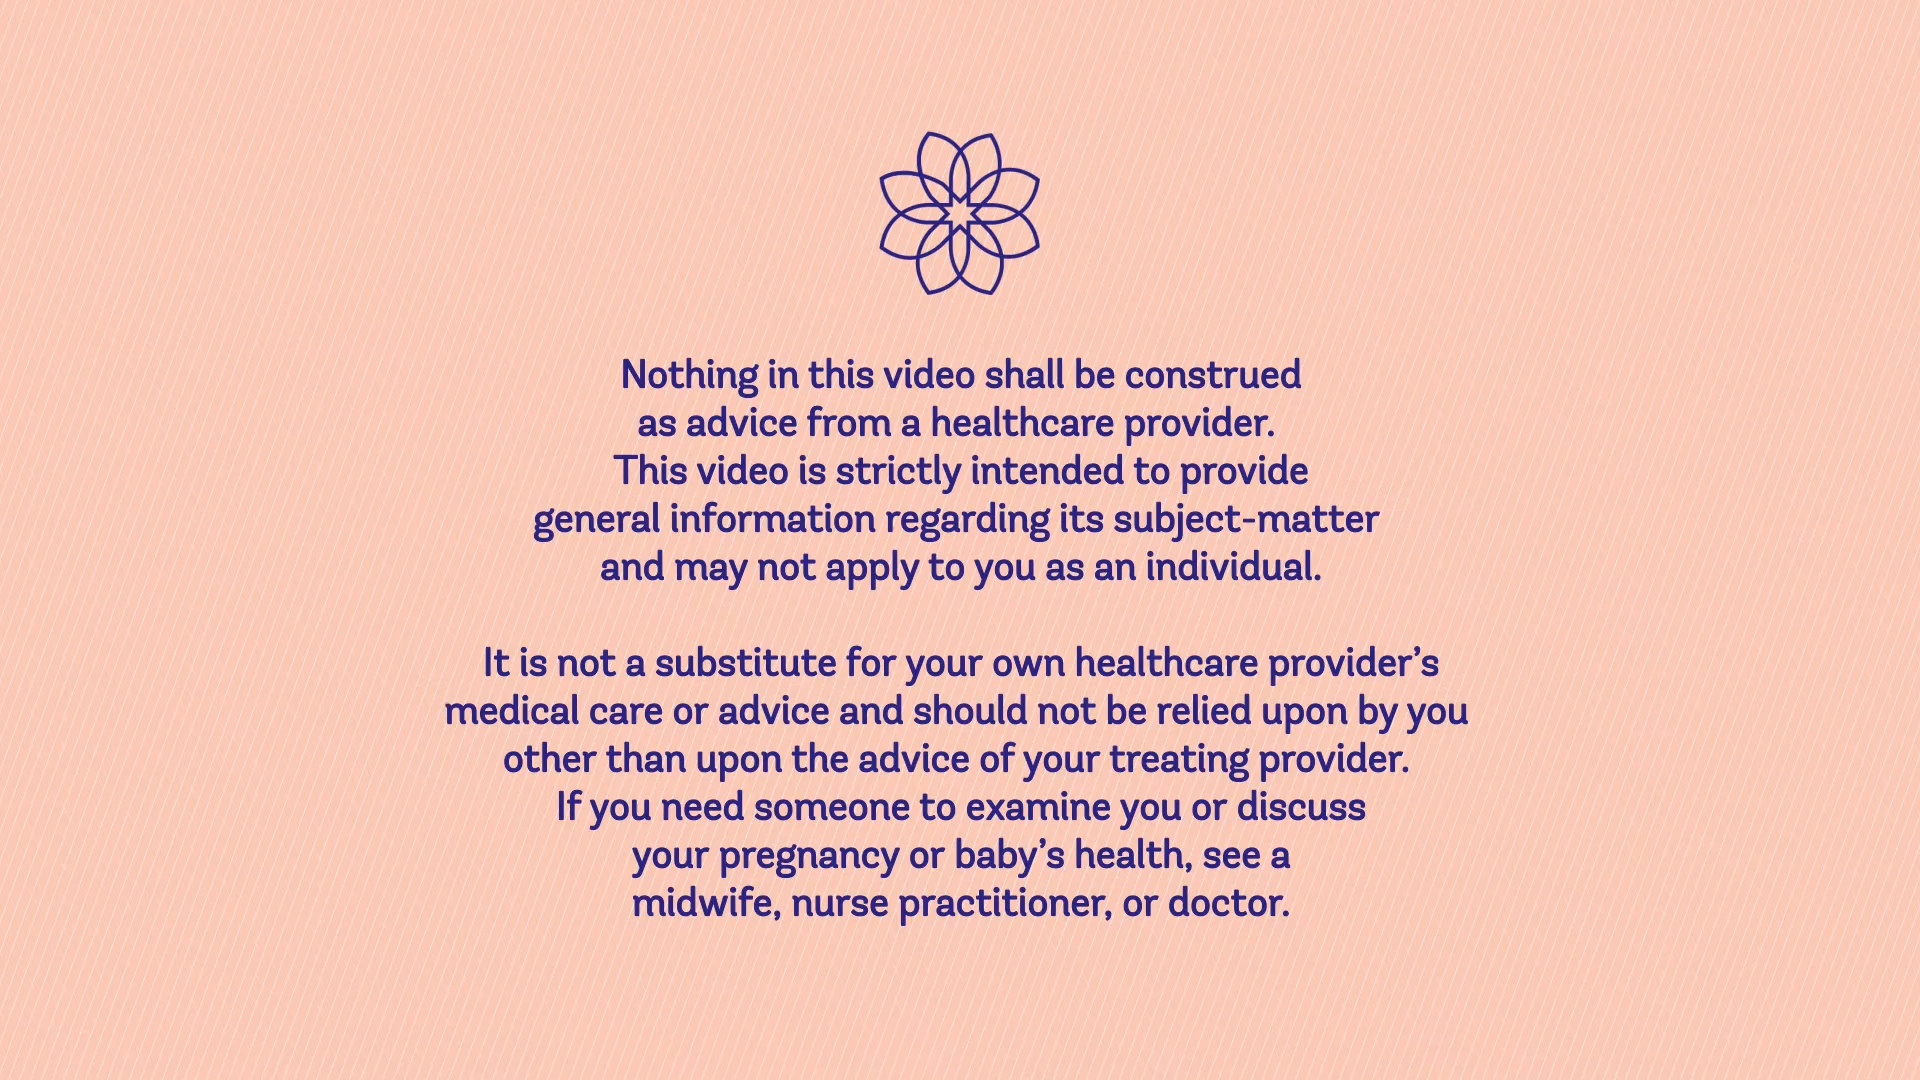 Nothing in this video shall be construed
as advice from a healthcare provider.
This video is strictly intended to provide
general information regarding its subject-matter
and may not apply to you as an individual.
It is not a substitute for your own healthcare provider’s
medical care or advice and should not be relied upon by you
other than upon the advice of your treating provider.
If you need someone to examine you or discuss
your pregnancy or baby’s health, see a
midwife, nurse practitioner, or doctor.